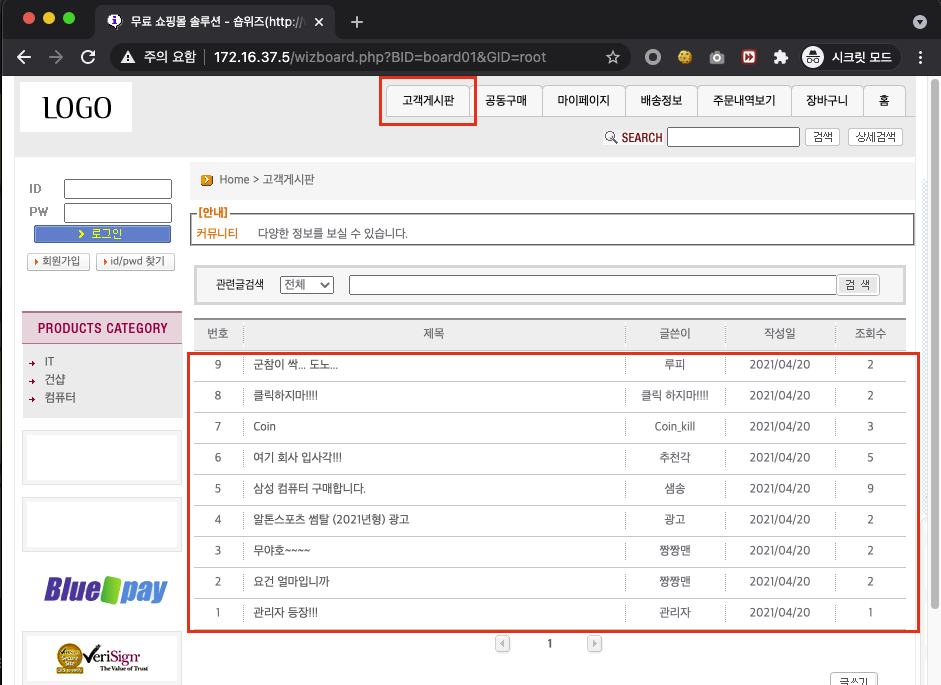 무료 쇼핑몰 솔루션 - 숍위즈(http://
주의 요함 172.16.37.5/wizboard.php?BID=board01&GID=root 시크릿 모드
LOGO 고객게시판 공동구매 마이페이지 배송정보 주문내역보기 장바구니 홈
SEARCH 검색 상세검색
ID
PW
로그인
회원가입 id/pwd 찾기
PRODUCTS CATEGORY
IT
건샵
컴퓨터
Bluepay
VeriSign
The Value of Trust
Home > 고객게시판
[안내]
커뮤니티 다양한 정보를 보실 수 있습니다.
관련글검색 전체 검 색
번호 제목 글쓴이 작성일 조회수
9 군참이 싹... 도노... 루피 2021/04/20 2
8 클릭하지마!!!! 클릭 하지마!!!! 2021/04/20 2
7 Coin Coin_kill 2021/04/20 3
6 여기 회사 입사각!!! 추천각 2021/04/20 5
5 삼성 컴퓨터 구매합니다. 샘송 2021/04/20 9
4 알톤스포츠 썸탈 (2021년형) 광고 광고 2021/04/20 2
3 무야호~~~~ 짱짱맨 2021/04/20 2
2 요건 얼마입니까 짱짱맨 2021/04/20 2
1 관리자 등장!!! 관리자 2021/04/20 1
1
글쓰기